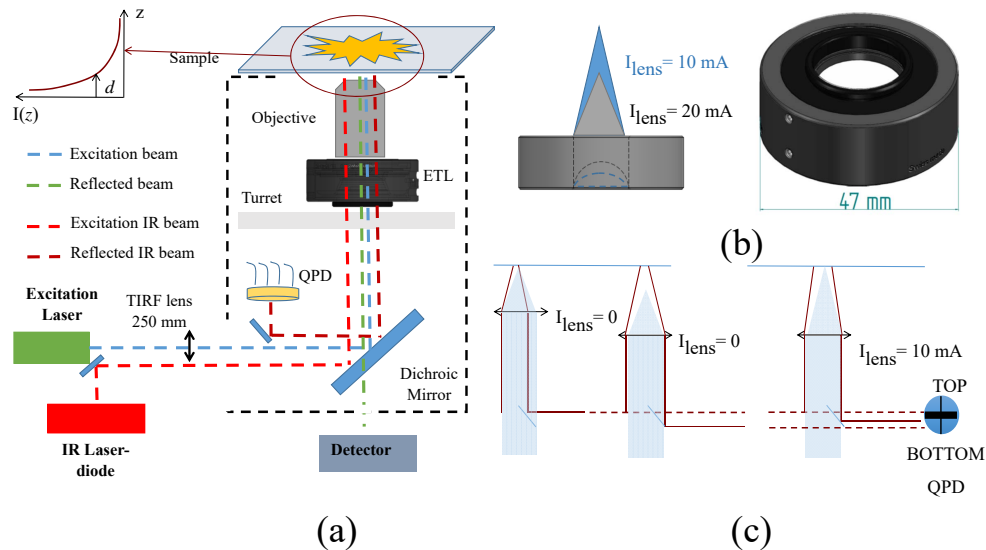 z
I(z)
d
Sample
Objective
ETL
Turret
QPD
Excitation beam
Reflected beam
Excitation IR beam
Reflected IR beam
Excitation
Laser
TIRF lens
250 mm
Dichroic
Mirror
IR Laser-
diode
Detector
(a)
Ilens= 10 mA
Ilens= 20 mA
47 mm
(b)
Ilens= 0
Ilens= 0
Ilens= 10 mA
TOP
BOTTOM
QPD
(c)